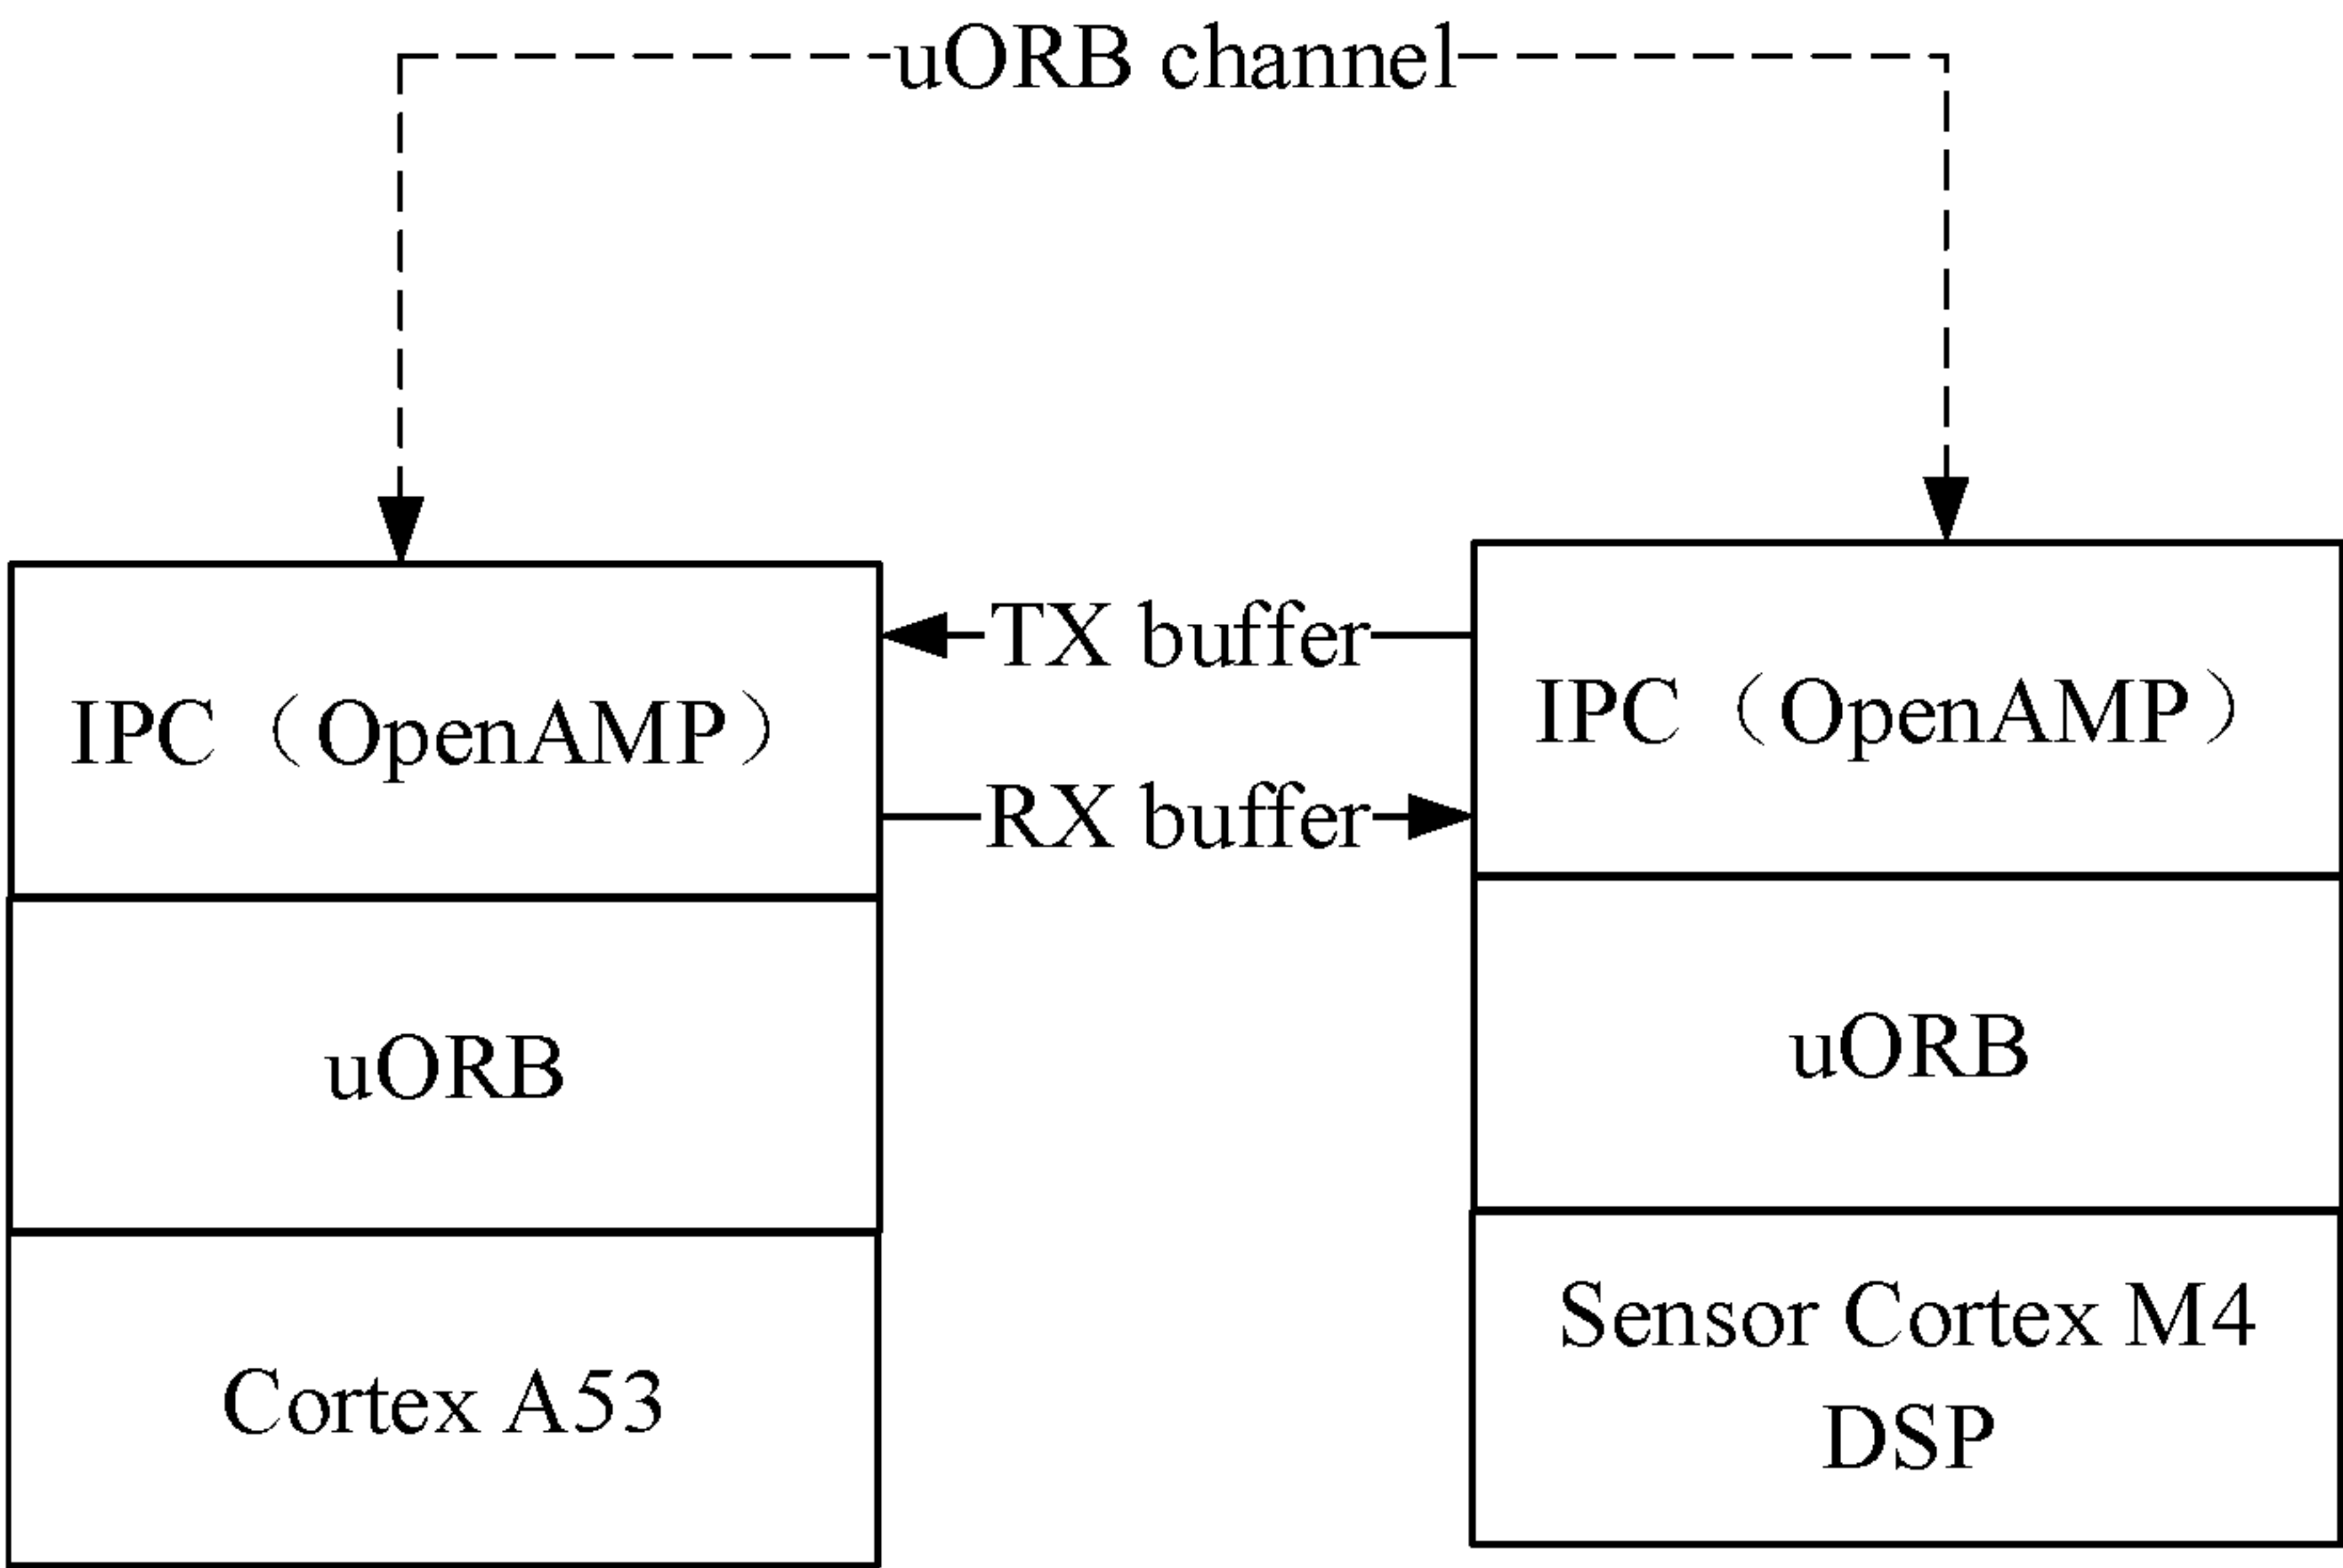 uORB channel
TX buffer
IPC（OpenAMP）
IPC（OpenAMP）
RX buffer
uORB
uORB
Cortex A53
Sensor Cortex M4
DSP